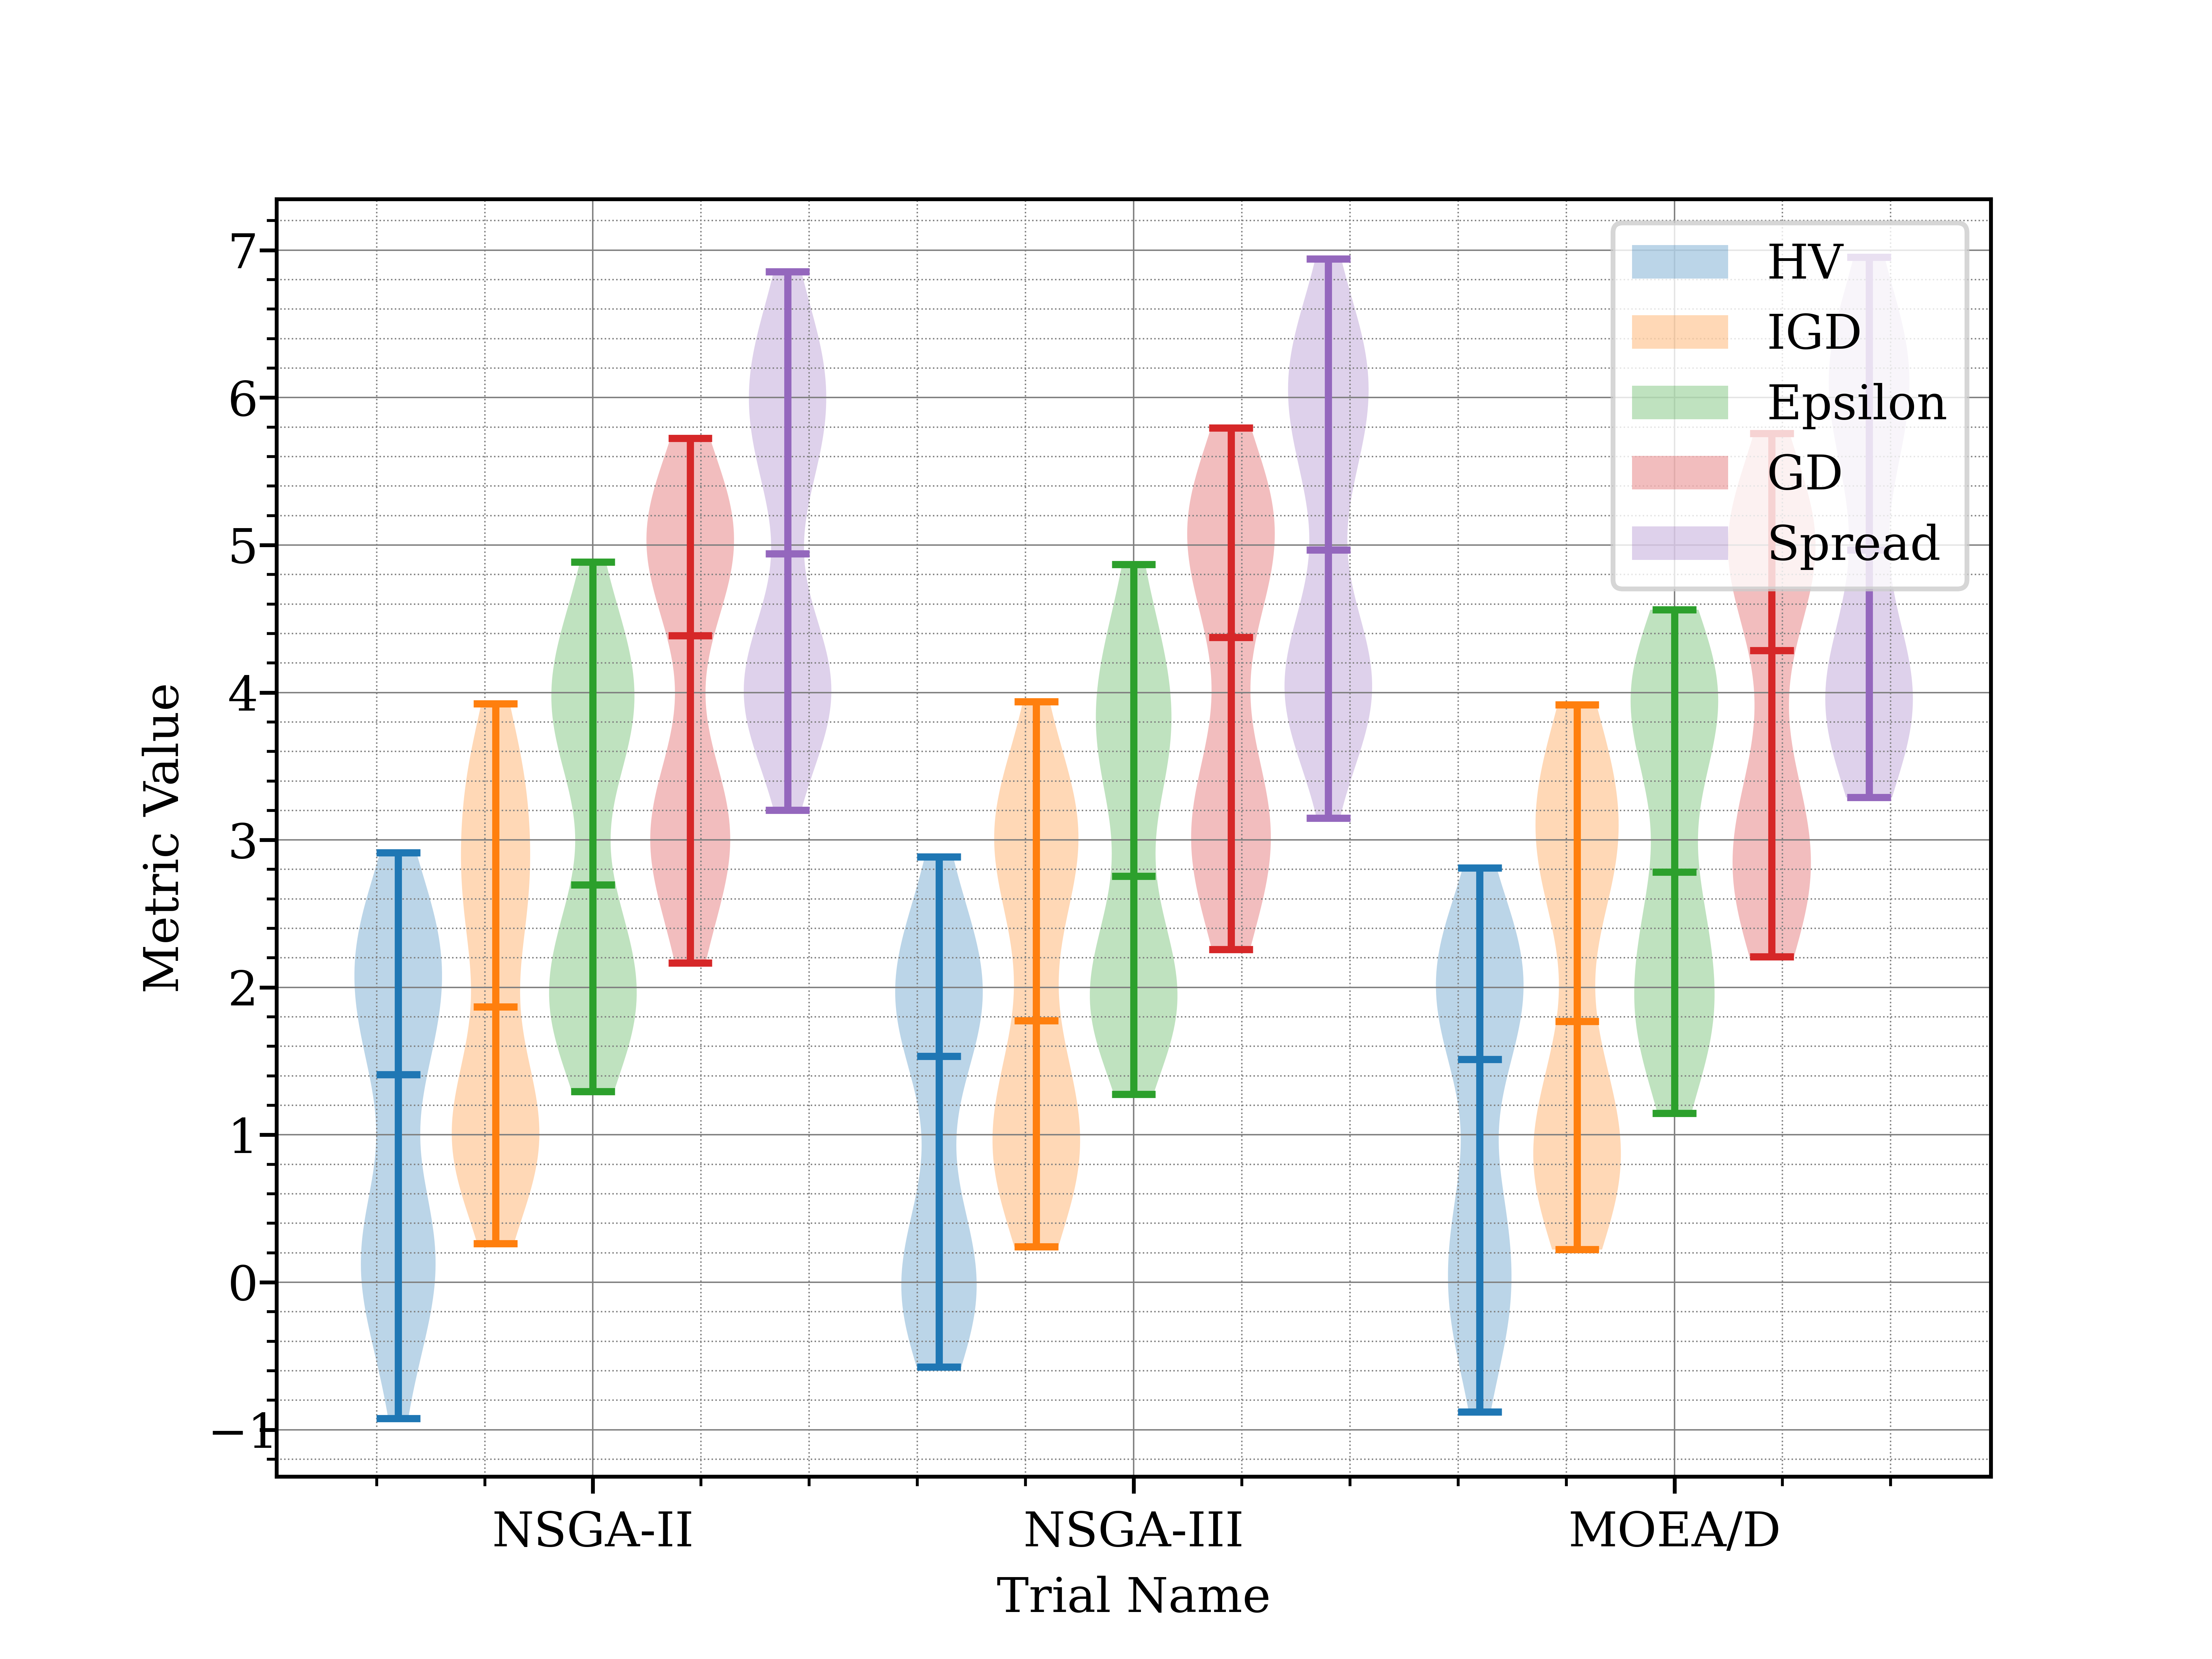 7
6
5
4
3
2
1
0
−1
Metric Value
HV
IGD
Epsilon
GD
Spread
NSGA-II NSGA-III MOEA/D
Trial Name